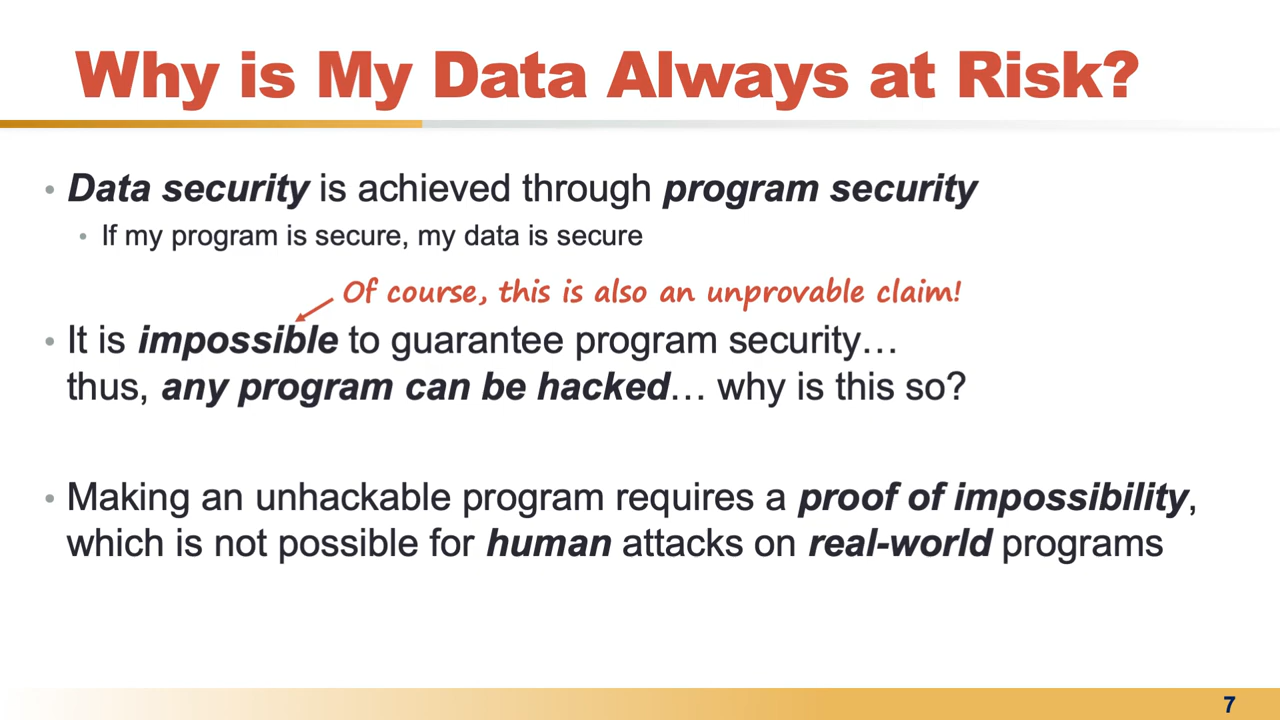 Why is My Data Always at Risk?
• Data security is achieved through program security
• If my program is secure, my data is secure
Of course, this is also an unprovable claim!
• It is impossible to guarantee program security…
thus, any program can be hacked… why is this so?
• Making an unhackable program requires a proof of impossibility,
which is not possible for human attacks on real-world programs
7